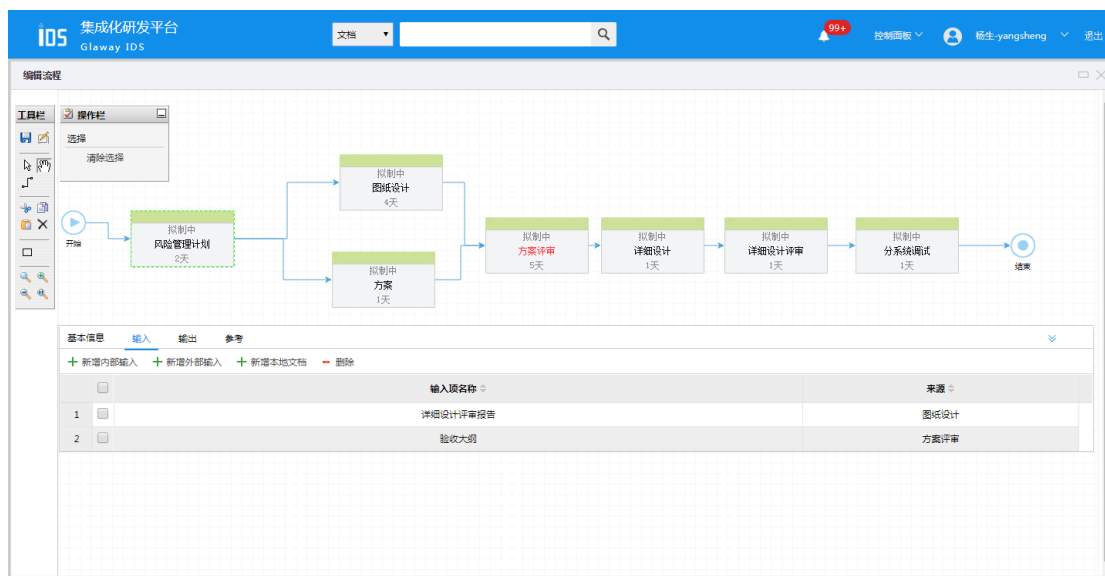 iDS 集成化研发平台
Glaway IDS
文档
99+
控制面板
杨生-yangsheng
退出
编辑流程
工具栏
操作栏
选择
清除选择
开始
拟制中
风险管理计划
2天
拟制中
图纸设计
4天
拟制中
方案
1天
拟制中
方案评审
5天
拟制中
详细设计
1天
拟制中
详细设计评审
1天
拟制中
分系统调试
1天
结束
基本信息 输入 输出 参考
新增内部输入 新增外部输入 新增本地文档 删除
输入项名称 来源
1 详细设计评审报告 图纸设计
2 验收大纲 方案评审